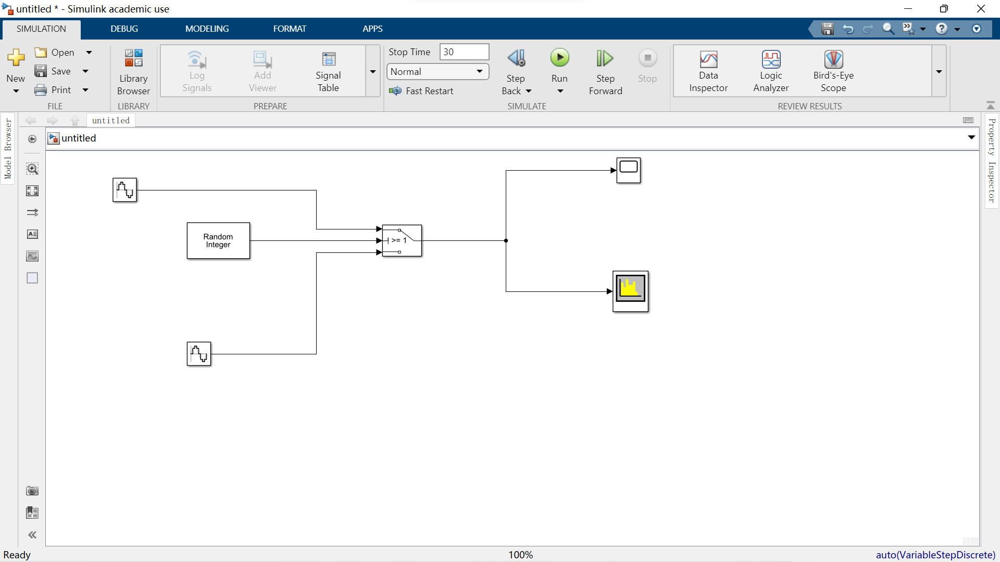 untitled * - Simulink academic use
SIMULATION
DEBUG
MODELING
FORMAT
APPS
New
Open
Save
Print
FILE
Library
Browser
LIBRARY
Log
Signals
Add
Viewer
Signal
Table
PREPARE
Stop Time
30
Normal
Fast Restart
Step
Back
Run
Step
Forward
Stop
SIMULATE
Data
Inspector
Logic
Analyzer
Bird's-Eye
Scope
REVIEW RESULTS
Model Browser
untitled
untitled
Property Inspector
Random
Integer
>= 1
Ready
100%
auto(VariableStepDiscrete)